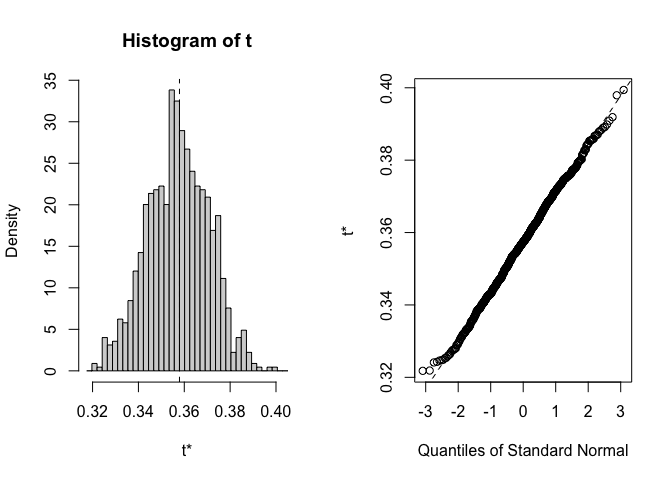 Histogram of t
Density
0 5 10 15 20 25 30 35
0.32 0.34 0.36 0.38 0.40
t*
t*
0.32 0.34 0.36 0.38 0.40
-3 -2 -1 0 1 2 3
Quantiles of Standard Normal